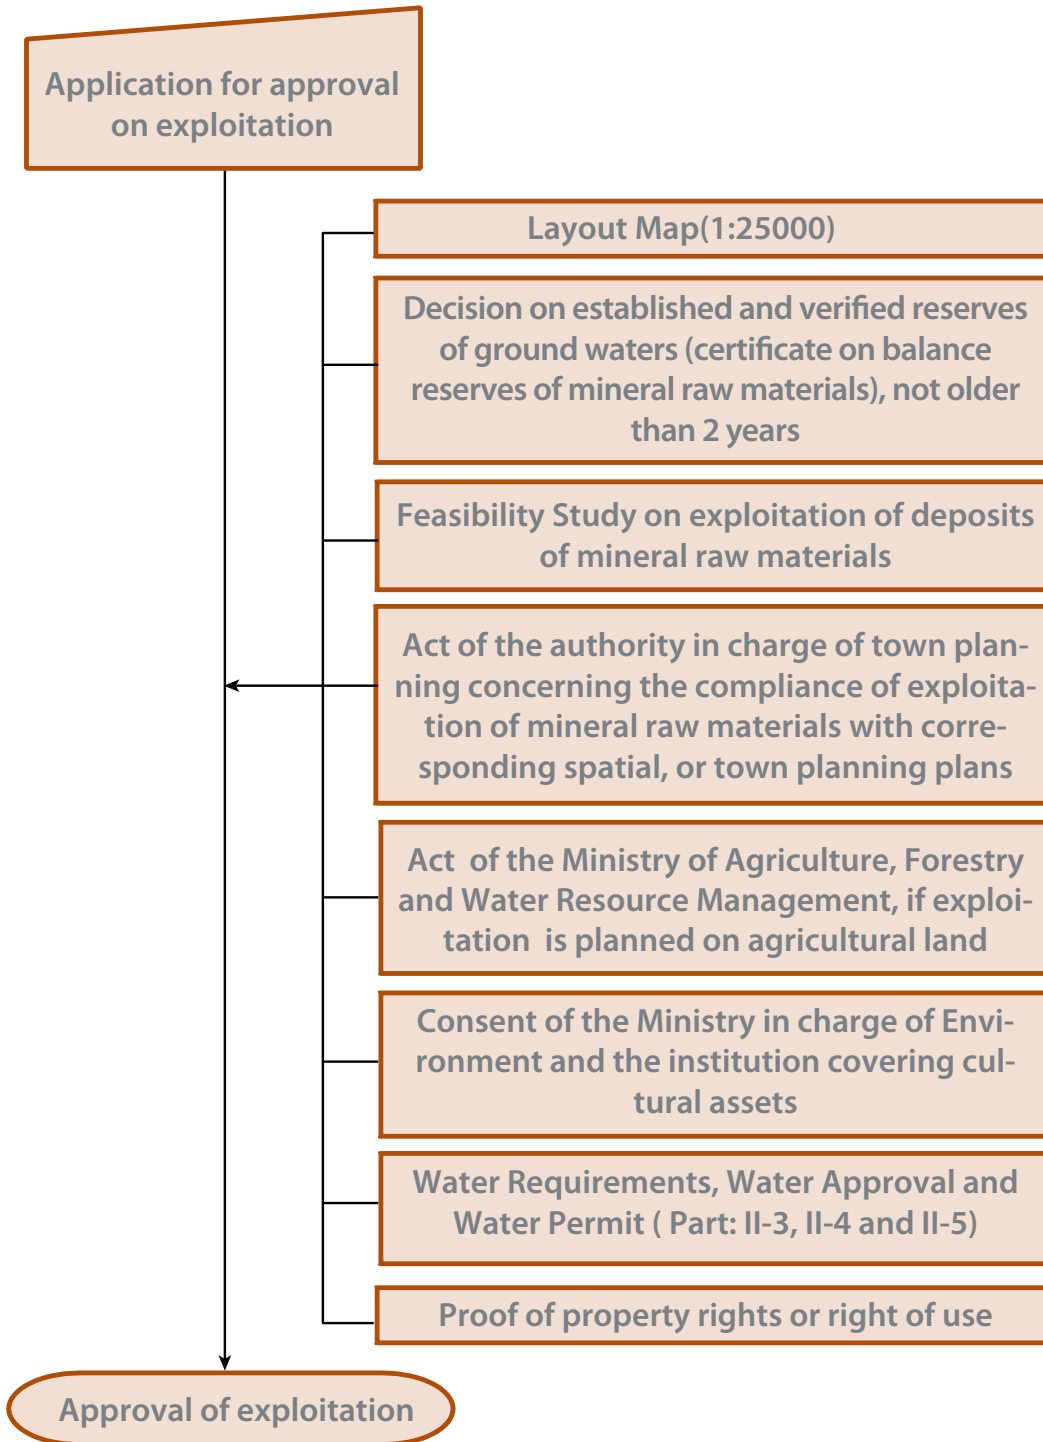 Application for approval
on exploitation
Layout Map(1:25000)
Decision on established and verified reserves
of ground waters (certificate on balance
reserves of mineral raw materials), not older
than 2 years
Feasibility Study on exploitation of deposits
of mineral raw materials
Act of the authority in charge of town plan-
ning concerning the compliance of exploita-
tion of mineral raw materials with corre-
sponding spatial, or town planning plans
Act  of the Ministry of Agriculture, Forestry
and Water Resource Management, if exploi-
tation  is planned on agricultural land
Consent of the Ministry in charge of Envi-
ronment and the institution covering cul-
tural assets
Water Requirements, Water Approval and
Water Permit ( Part: II-3, II-4 and II-5)
Proof of property rights or right of use
Approval of exploitation